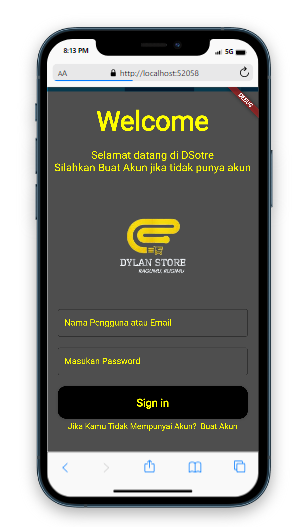 8:13 PM
5G
AA
http://localhost:52058
DEBUG
Welcome
Selamat datang di DSotre
Silahkan Buat Akun jika tidak punya akun
DYLAN STORE
RAGUMU, RUGIMU
Nama Pengguna atau Email
Masukan Password
Sign in
Jika Kamu Tidak Mempunyai Akun? Buat Akun